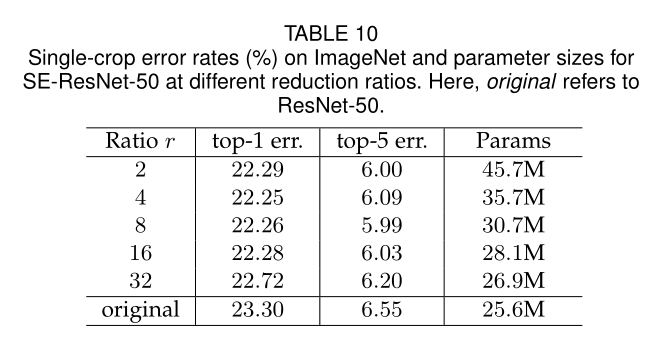 TABLE 10
Single-crop error rates (%) on ImageNet and parameter sizes for
SE-ResNet-50 at different reduction ratios. Here, original refers to
ResNet-50.
Ratio r top-1 err. top-5 err. Params
2 22.29 6.00 45.7M
4 22.25 6.09 35.7M
8 22.26 5.99 30.7M
16 22.28 6.03 28.1M
32 22.72 6.20 26.9M
original 23.30 6.55 25.6M